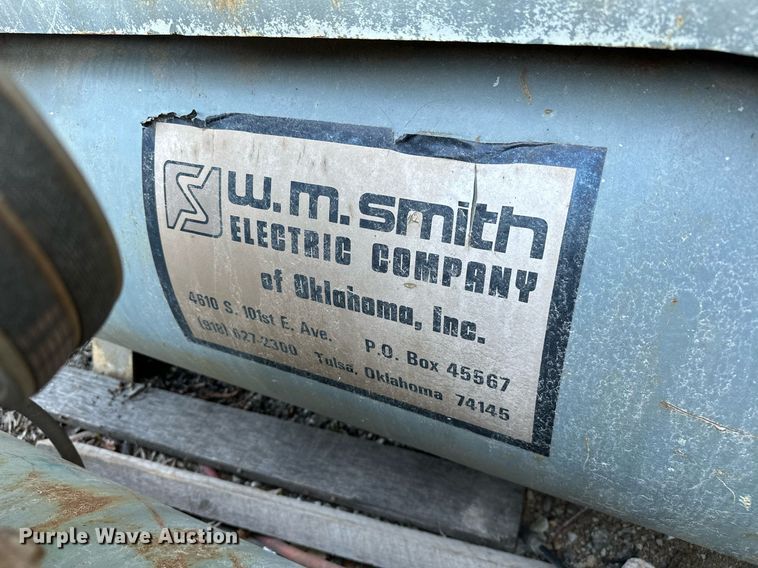 w.m.smith
ELECTRIC COMPANY
of Oklahoma, Inc.
4610 S. 101st E. Ave. P.O. Box 45567
(918) 627-2300 Tulsa, Oklahoma 74145
Purple Wave Auction®